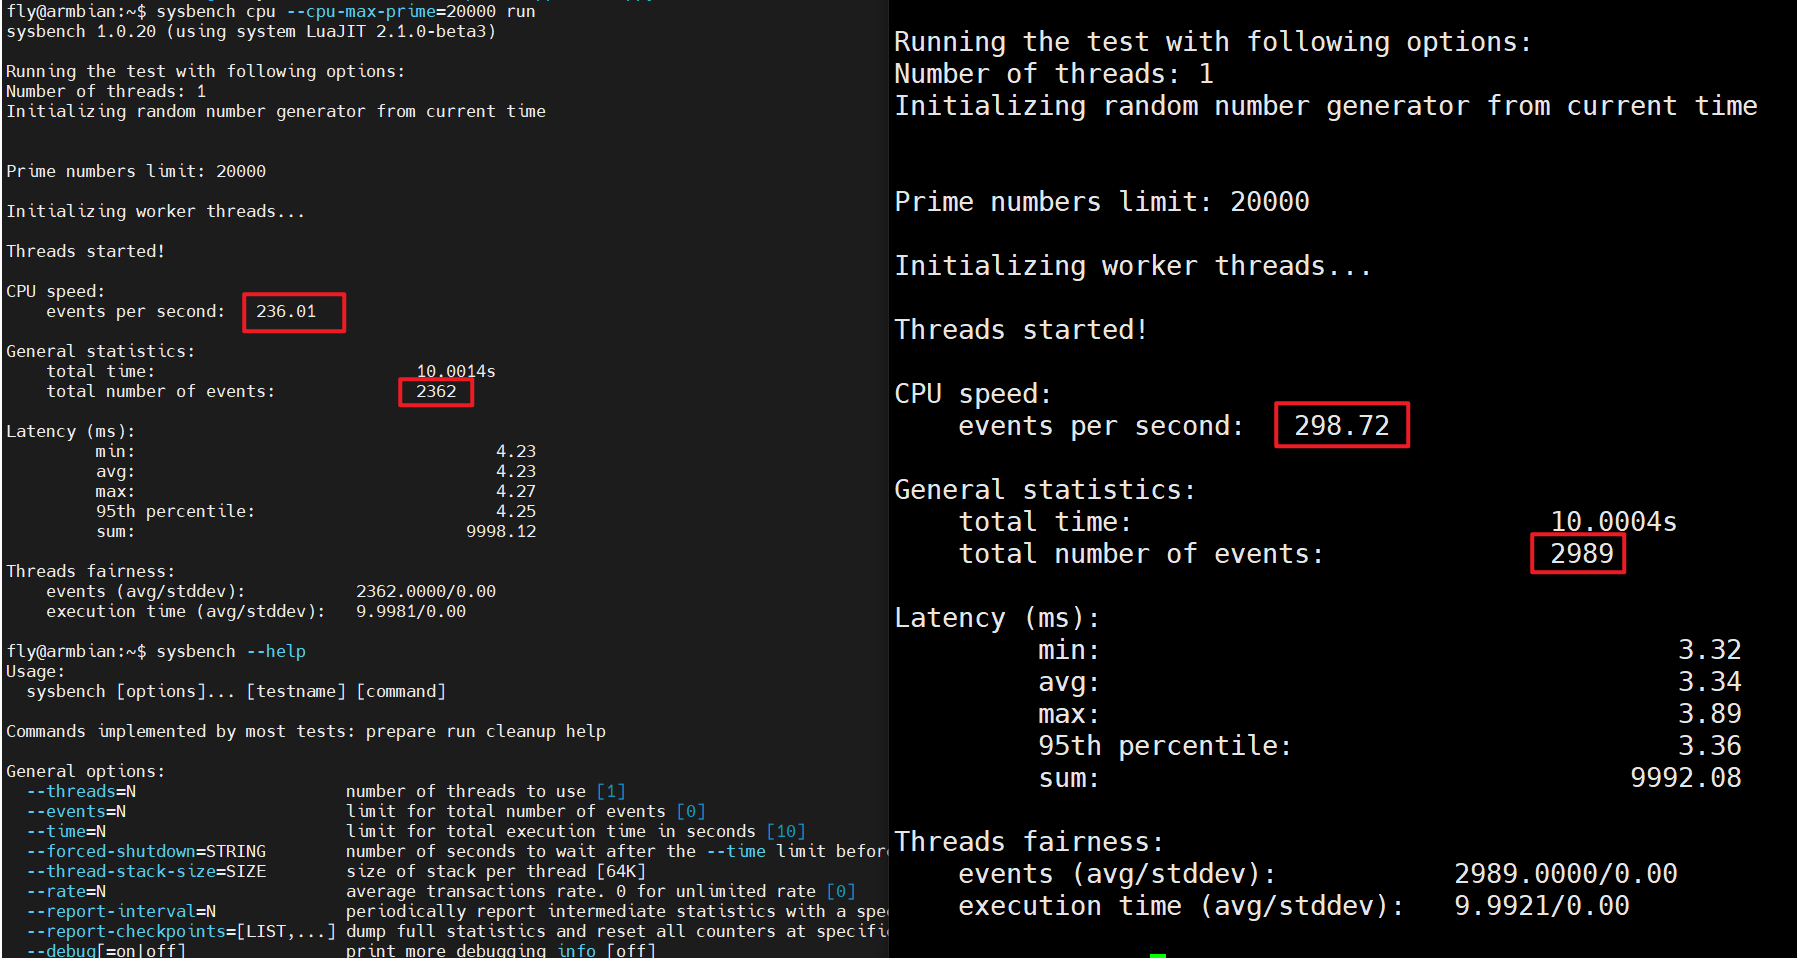 fly@armbian:~$ sysbench cpu --cpu-max-prime=20000 run
sysbench 1.0.20 (using system LuaJIT 2.1.0-beta3)
Running the test with following options:
Number of threads: 1
Initializing random number generator from current time
Prime numbers limit: 20000
Initializing worker threads...
Threads started!
CPU speed:
events per second: 236.01
General statistics:
total time: 10.0014s
total number of events: 2362
Latency (ms):
min: 4.23
avg: 4.23
max: 4.27
95th percentile: 4.25
sum: 9998.12
Threads fairness:
events (avg/stddev): 2362.0000/0.00
execution time (avg/stddev): 9.9981/0.00
fly@armbian:~$ sysbench --help
Usage:
sysbench [options]... [testname] [command]
Commands implemented by most tests: prepare run cleanup help
General options:
--threads=N number of threads to use [1]
--events=N limit for total number of events [0]
--time=N limit for total execution time in seconds [10]
--forced-shutdown=STRING number of seconds to wait after the --time limit before
--thread-stack-size=SIZE size of stack per thread [64K]
--rate=N average transactions rate. 0 for unlimited rate [0]
--report-interval=N periodically report intermediate statistics with a spe
--report-checkpoints=[LIST,...] dump full statistics and reset all counters at specifi
--debug[=on|off] print more debugging info [off]
Running the test with following options:
Number of threads: 1
Initializing random number generator from current time
Prime numbers limit: 20000
Initializing worker threads...
Threads started!
CPU speed:
events per second: 298.72
General statistics:
total time: 10.0004s
total number of events: 2989
Latency (ms):
min: 3.32
avg: 3.34
max: 3.89
95th percentile: 3.36
sum: 9992.08
Threads fairness:
events (avg/stddev): 2989.0000/0.00
execution time (avg/stddev): 9.9921/0.00